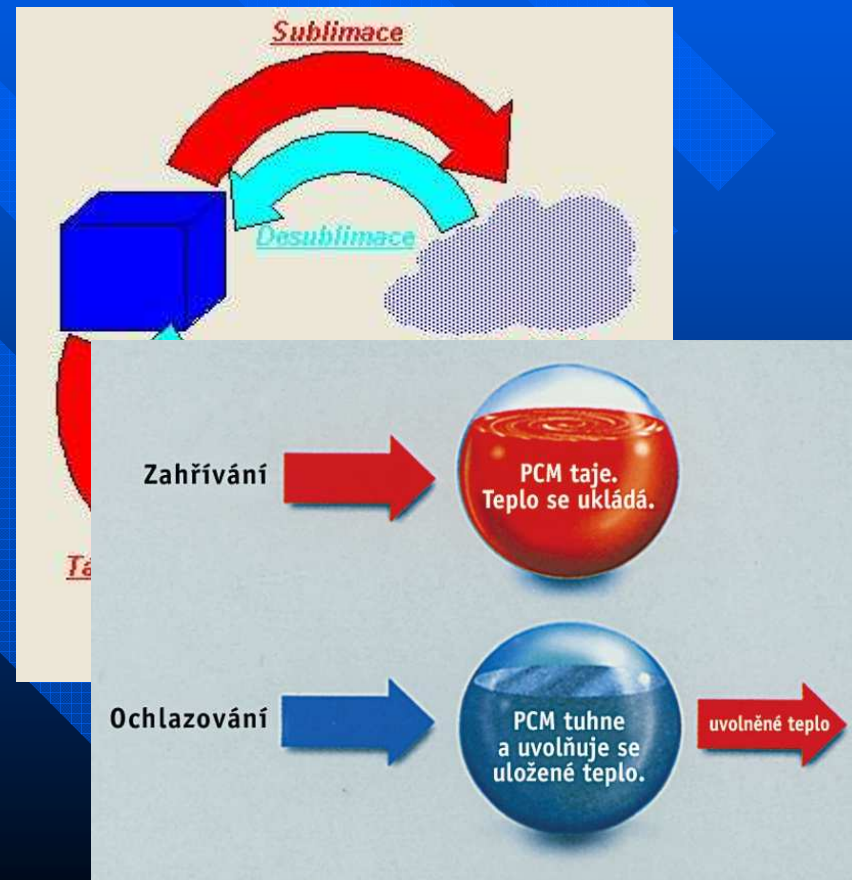 Sublimace
Desublimace
Zahřívání
PCM taje.
Teplo se ukládá.
Ochlazování
PCM tuhne
a uvolňuje se
uložené teplo.
uvolněné teplo